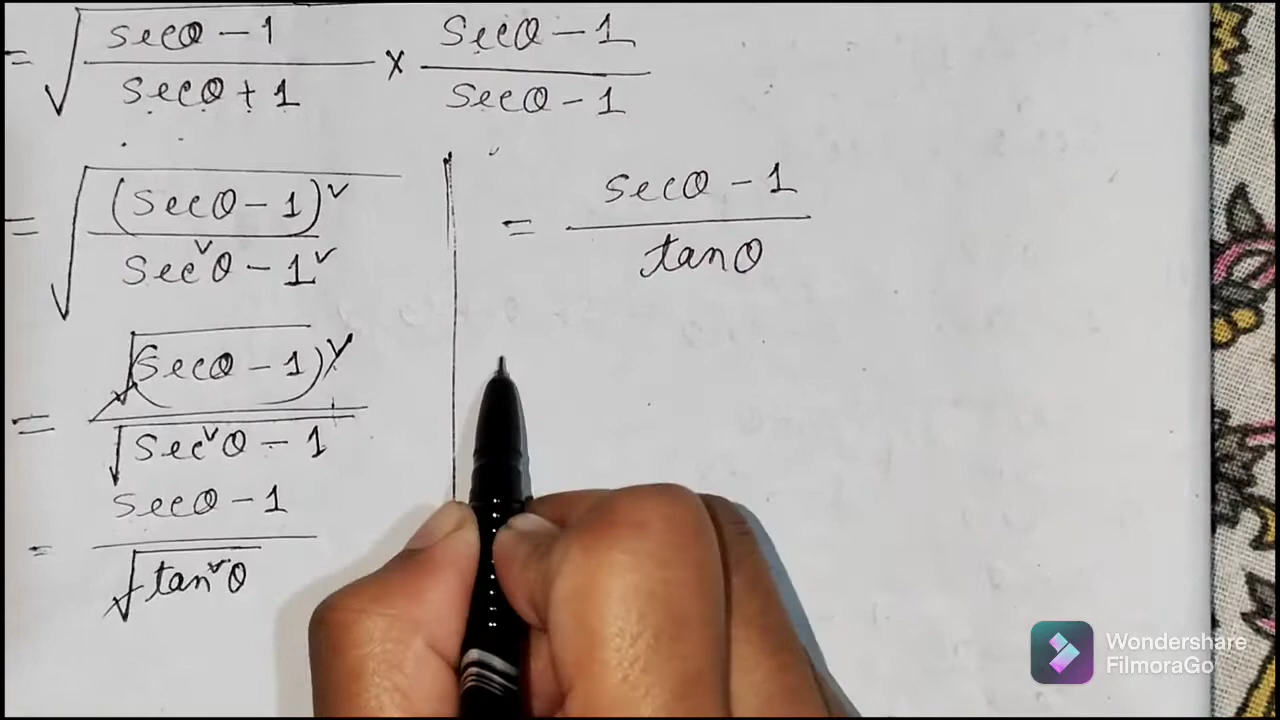 = √ secθ - 1 / secθ + 1 × secθ - 1 / secθ - 1
= √ (secθ - 1)² / sec²θ - 1²
= √(secθ - 1)² / √sec²θ - 1
= secθ - 1 / √tan²θ
= secθ - 1 / tanθ
Wondershare
FilmoraGo